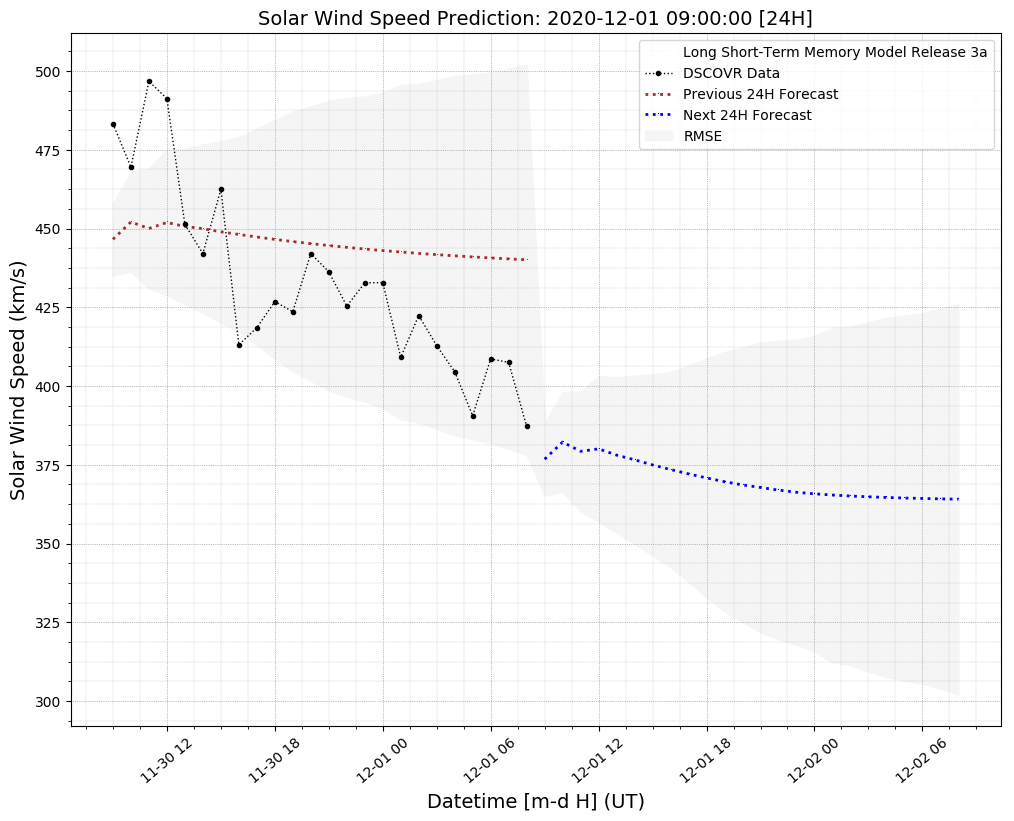 Solar Wind Speed Prediction: 2020-12-01 09:00:00 [24H]
Long Short-Term Memory Model Release 3a
DSCOVR Data
Previous 24H Forecast
Next 24H Forecast
RMSE
Solar Wind Speed (km/s)
500
475
450
425
400
375
350
325
300
11-30 12
11-30 18
12-01 00
12-01 06
12-01 12
12-01 18
12-02 00
12-02 06
Datetime [m-d H] (UT)